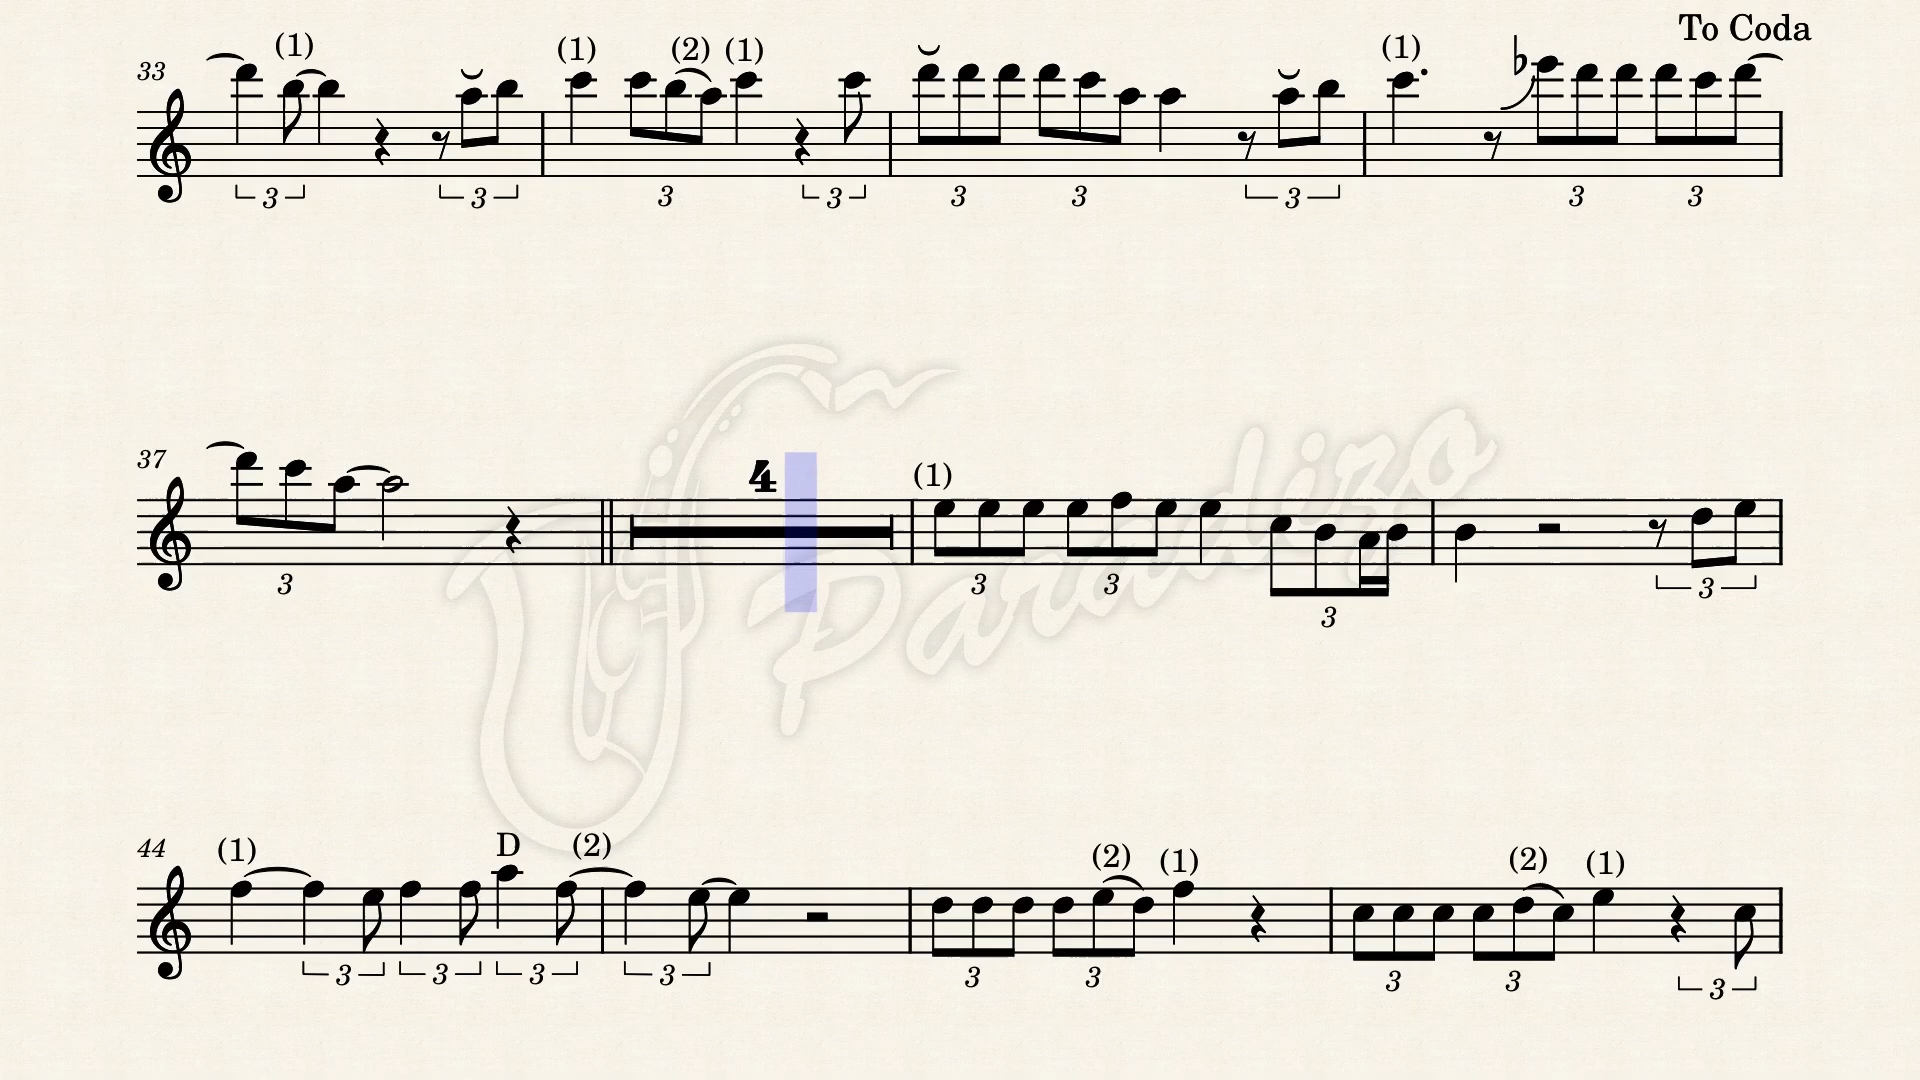 To Coda
33 (1) (1) (2) (1) (1)
3 3 3 3 3 3 3 3
37 4 (1)
3 3 3 3 3
Paradizo
44 (1) D (2) (2) (1) (2) (1)
3 3 3 3 3 3 3 3 3